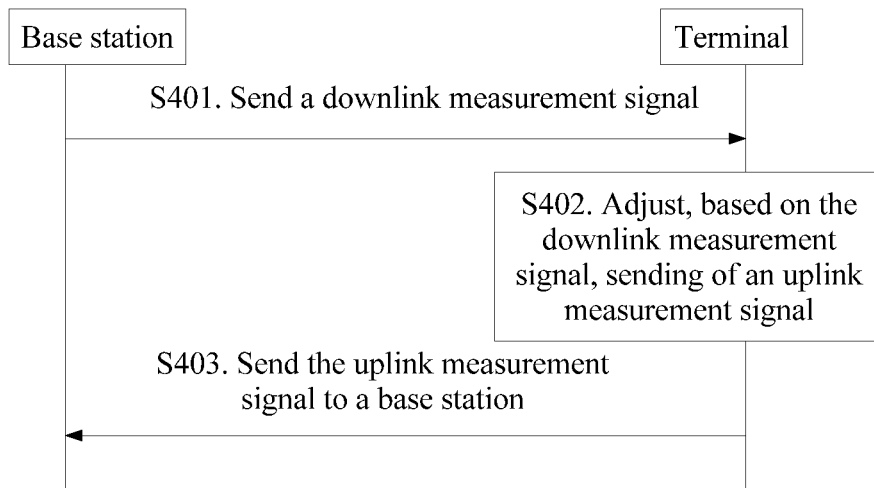 Base station
Terminal
S401. Send a downlink measurement signal
S402. Adjust, based on the
downlink measurement
signal, sending of an uplink
measurement signal
S403. Send the uplink measurement
signal to a base station